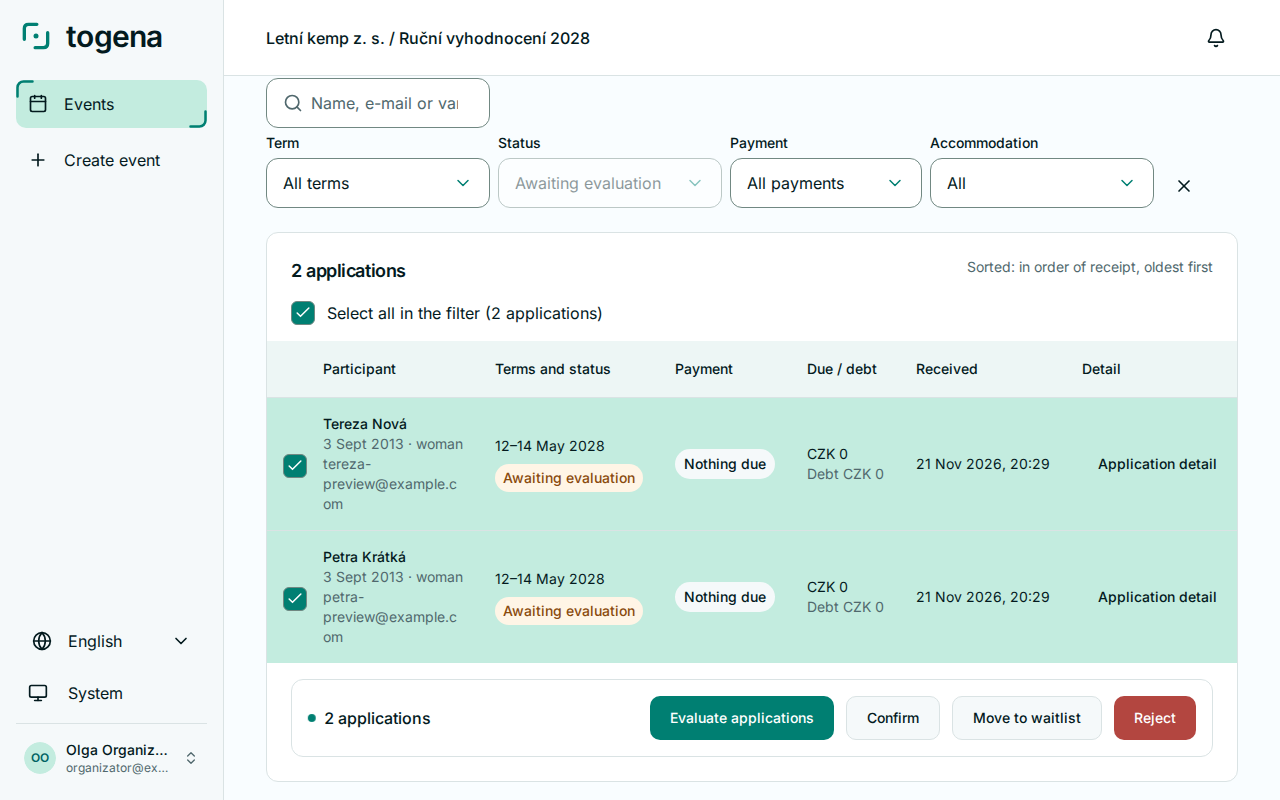 togena
Events
Create event
English
System
OO
Olga Organiz...
organizator@ex...
Letní kemp z. s. / Ruční vyhodnocení 2028
Name, e-mail or var
Term
Status
Payment
Accommodation
All terms
Awaiting evaluation
All payments
All
2 applications
Sorted: in order of receipt, oldest first
Select all in the filter (2 applications)
Participant
Terms and status
Payment
Due / debt
Received
Detail
Tereza Nová
3 Sept 2013 · woman
tereza-
preview@example.c
om
12–14 May 2028
Awaiting evaluation
Nothing due
CZK 0
Debt CZK 0
21 Nov 2026, 20:29
Application detail
Petra Krátká
3 Sept 2013 · woman
petra-
preview@example.c
om
12–14 May 2028
Awaiting evaluation
Nothing due
CZK 0
Debt CZK 0
21 Nov 2026, 20:29
Application detail
2 applications
Evaluate applications
Confirm
Move to waitlist
Reject